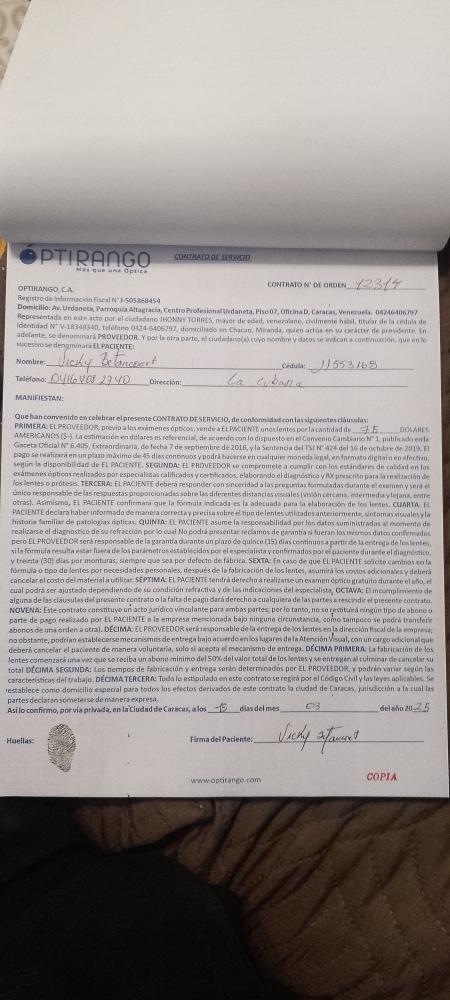 OPTIRANGO
Más que una Óptica
CONTRATO DE SERVICIO
CONTRATO N° DE ORDEN 12314
OPTIRANGO, C.A.
Registro de Información Fiscal N° J-505868454
Domicilio: Av. Urdaneta, Parroquia Altagracia, Centro Profesional Urdaneta, Piso 07, Oficina D, Caracas, Venezuela. 04246406797
Representada en este acto por el ciudadano JHONNY TORRES, mayor de edad, venezolano, civilmente hábil, titular de la cédula de
Identidad N° V-18348340, teléfono 0424-6406797, domiciliado en Chacao, Miranda, quien actúa en su carácter de presidente. En
adelante, se denominará PROVEEDOR. Y por la otra parte, el ciudadano(a) cuyo nombre y datos se indican a continuación, que en lo
sucesivo se denominará EL PACIENTE:
Nombre: Vicky Betancourt Cédula: 11553168
Teléfono: 04164032740 Dirección: La Cubana
MANIFIESTAN:
Que han convenido en celebrar el presente CONTRATO DE SERVICIO, de conformidad con las siguientes cláusulas:
PRIMERA: EL PROVEEDOR, previo a los exámenes ópticos, vende a EL PACIENTE unos lentes por la cantidad de 75 DOLARES
AMERICANOS ($-). La estimación en dólares es referencial, de acuerdo con lo dispuesto en el Convenio Cambiario N° 1, publicado en la
Gaceta Oficial N° 6.405, Extraordinaria, de fecha 7 de septiembre de 2018, y la Sentencia del TSJ N° 424 del 16 de octubre de 2019. El
pago se realizará en un plazo máximo de 45 días continuos y podrá hacerse en cualquier moneda legal, en formato digital o en efectivo,
según la disponibilidad de EL PACIENTE. SEGUNDA: EL PROVEEDOR se compromete a cumplir con los estándares de calidad en los
exámenes ópticos realizados por especialistas calificados y certificados, elaborando el diagnóstico y RX prescrito para la realización de
los lentes o prótesis. TERCERA: EL PACIENTE deberá responder con sinceridad a las preguntas formuladas durante el examen y será el
único responsable de las respuestas proporcionadas sobre las diferentes distancias visuales (visión cercana, intermedia y lejana, entre
otras). Asimismo, EL PACIENTE confirmará que la fórmula indicada es la adecuada para la elaboración de los lentes. CUARTA: EL
PACIENTE declara haber informado de manera correcta y precisa sobre el tipo de lentes utilizados anteriormente, síntomas visuales y la
historia familiar de patologías ópticas. QUINTA: EL PACIENTE asume la responsabilidad por los datos suministrados al momento de
realizarse el diagnostico de su refracción por lo cual No podrá presentar reclamos de garantía si fueran los mismos datos confirmados
pero EL PROVEEDOR será responsable de la garantía durante un plazo de quince (15) días continuos a partir de la entrega de los lentes,
si la fórmula resulta estar fuera de los parámetros establecidos por el especialista y confirmados por el paciente durante el diagnóstico,
y treinta (30) días por monturas, siempre que sea por defecto de fábrica. SEXTA: En caso de que EL PACIENTE solicite cambios en la
fórmula o tipo de lentes por necesidades personales, después de la fabricación de los lentes, asumirá los costos adicionales y deberá
cancelar el costo del material a utilizar. SÉPTIMA: EL PACIENTE tendrá derecho a realizarse un examen óptico gratuito durante el año, el
cual podrá ser ajustado dependiendo de su condición refractiva y de las indicaciones del especialista. OCTAVA: El incumplimiento de
alguna de las cláusulas del presente contrato o la falta de pago dará derecho a cualquiera de las partes a rescindir el presente contrato.
NOVENA: Este contrato constituye un acto jurídico vinculante para ambas partes; por lo tanto, no se restituirá ningún tipo de abono o
parte de pago realizado por EL PACIENTE a la empresa mencionada bajo ninguna circunstancia, como tampoco se podrá transferir
abonos de una orden a otra). DÉCIMA: EL PROVEEDOR será responsable de la entrega de los lentes en la dirección fiscal de la empresa;
no obstante, podrían establecerse mecanismos de entrega bajo acuerdo en los lugares de la Atención Visual, con un cargo adicional que
deberá cancelar el paciente de manera voluntaria, solo si acepta el mecanismo de entrega. DÉCIMA PRIMERA: La fabricación de los
lentes comenzará una vez que se reciba un abono mínimo del 50% del valor total de los lentes y se entregan al culminar de cancelar su
total DÉCIMA SEGUNDA: Los tiempos de fabricación y entrega serán determinados por EL PROVEEDOR, y podrán variar según las
características del trabajo. DÉCIMA TERCERA: Todo lo estipulado en este contrato se regirá por el Código Civil y las leyes aplicables. Se
establece como domicilio especial para todos los efectos derivados de este contrato la ciudad de Caracas, jurisdicción a la cual las
partes declaran someterse de manera expresa.
Así lo confirmo, por vía privada, en la Ciudad de Caracas, a los 15 días del mes 03 del año 2025
Huellas:
Firma del Paciente: Vicky
www.optirango.com
COPIA